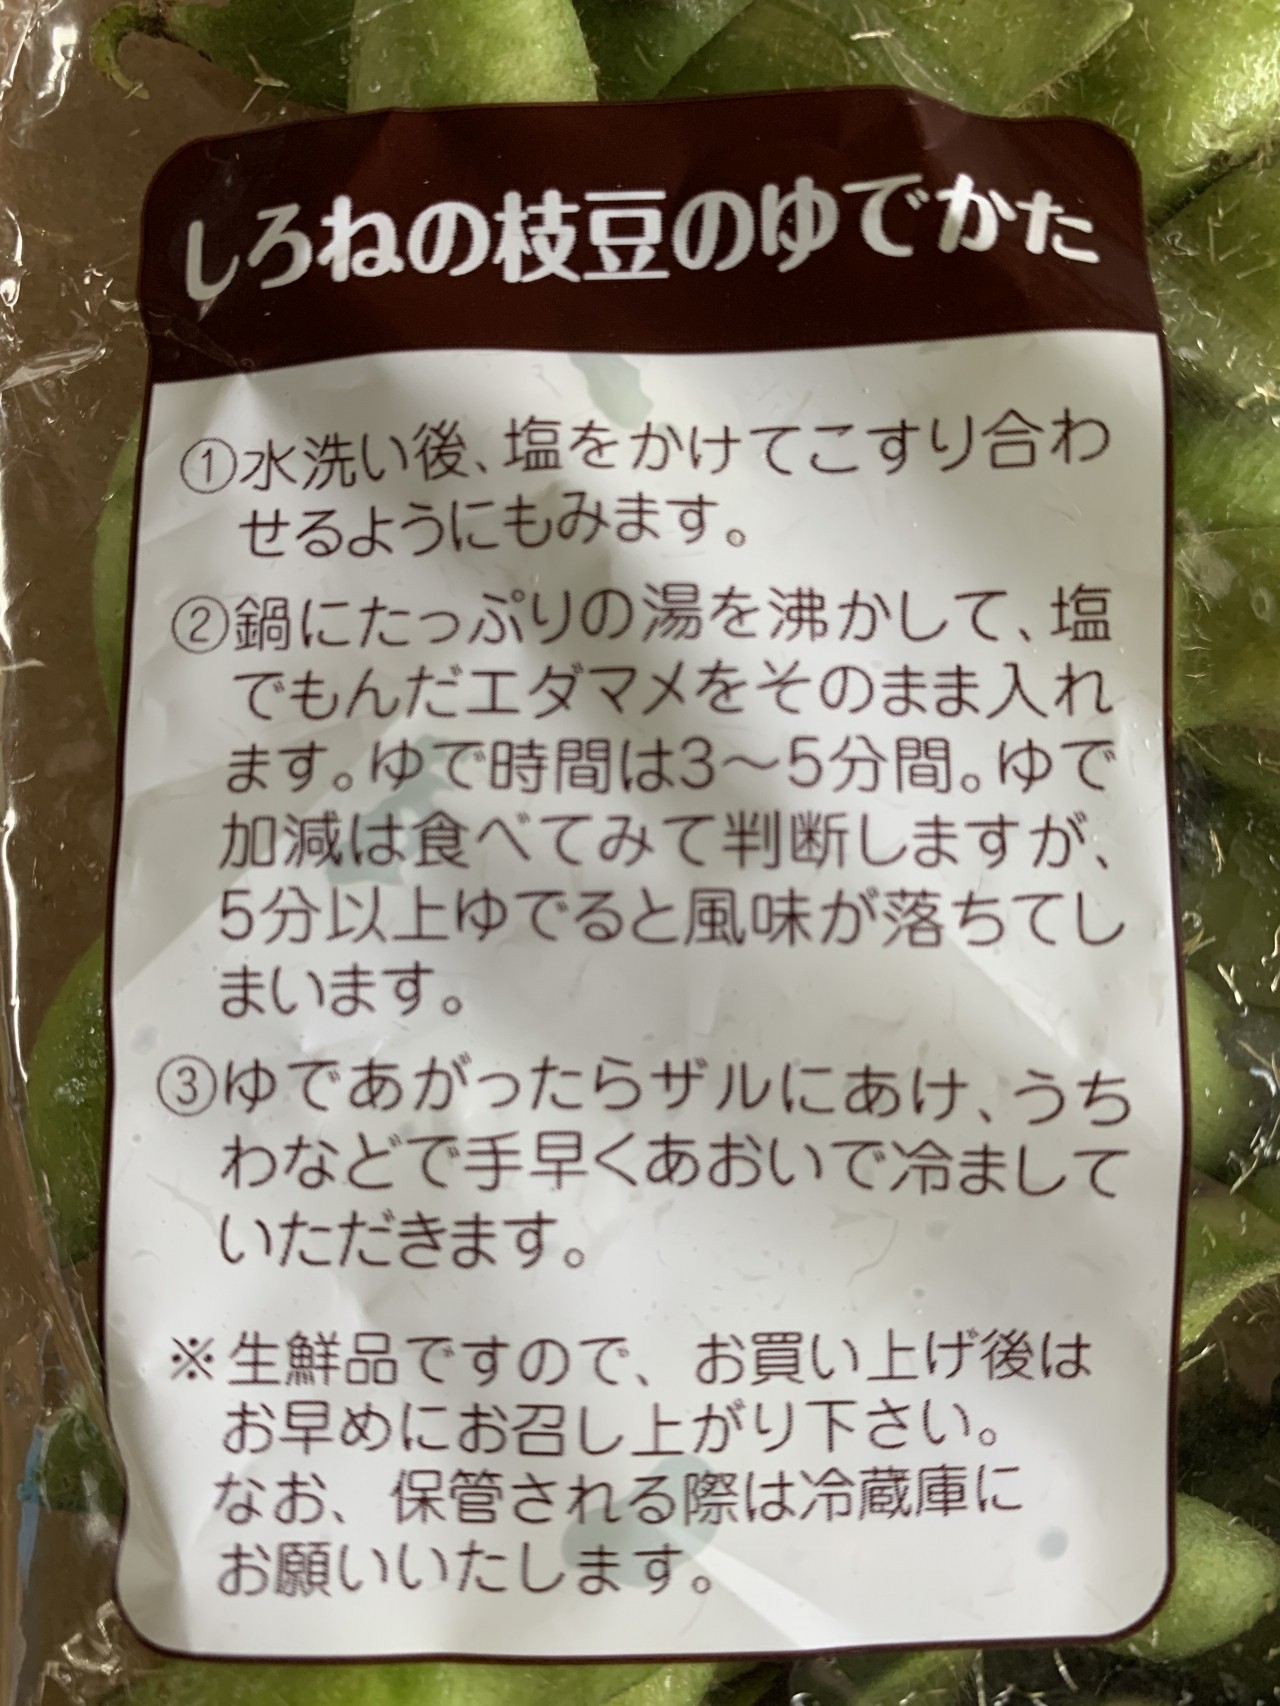 しろねの枝豆のゆでかた
①水洗い後、塩をかけてこすり合わ
せるようにもみます。
②鍋にたっぷりの湯を沸かして、塩
でもんだエダマメをそのまま入れ
ます。ゆで時間は3〜5分間。ゆで
加減は食べてみて判断しますが、
5分以上ゆでると風味が落ちてし
まいます。
③ゆであがったらザルにあけ、うち
わなどで手早くあおいで冷まして
いただきます。
※生鮮品ですので、お買い上げ後は
お早めにお召し上がり下さい。
なお、保管される際は冷蔵庫に
お願いいたします。